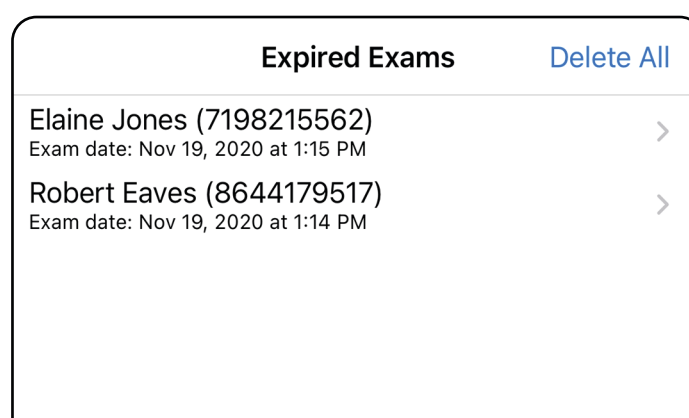 Expired Exams
Delete All
Elaine Jones (7198215562)
Exam date: Nov 19, 2020 at 1:15 PM
Robert Eaves (8644179517)
Exam date: Nov 19, 2020 at 1:14 PM